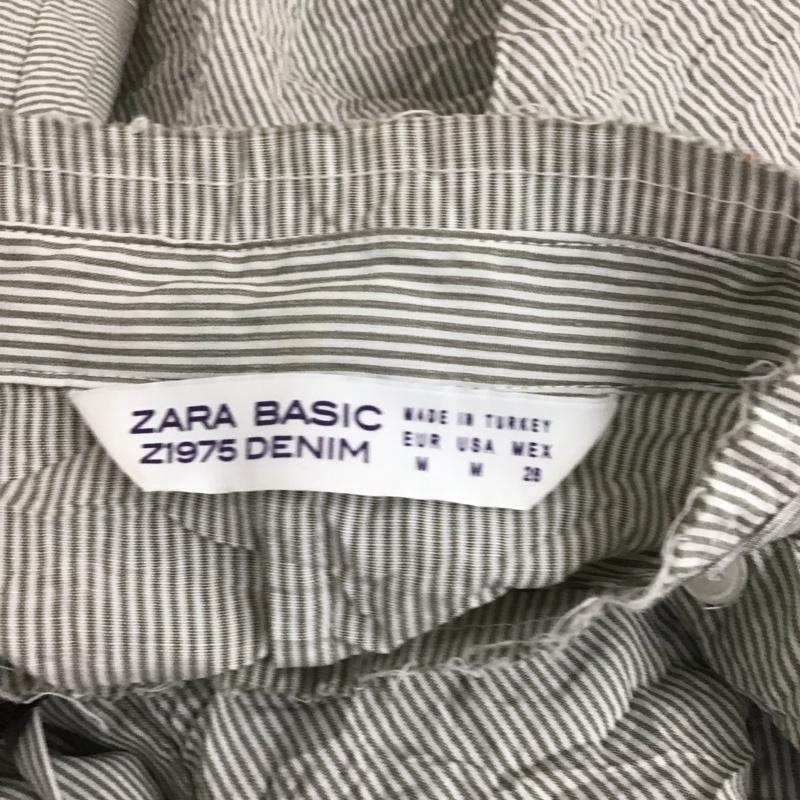 ZARA BASIC
Z1975 DENIM
MADE IN TURKEY
EUR USA MEX
M M 28